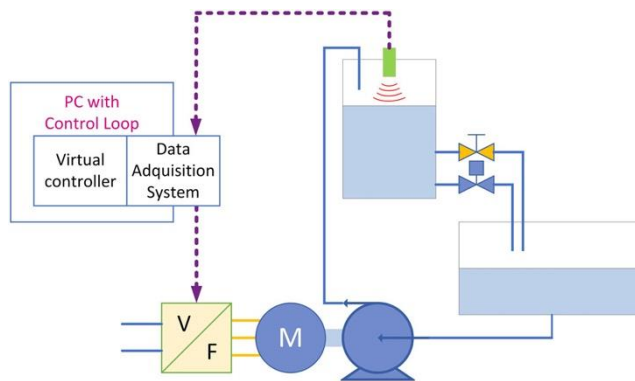 PC with
Control Loop
Virtual
controller
Data
Adquisition
System
V
F
M